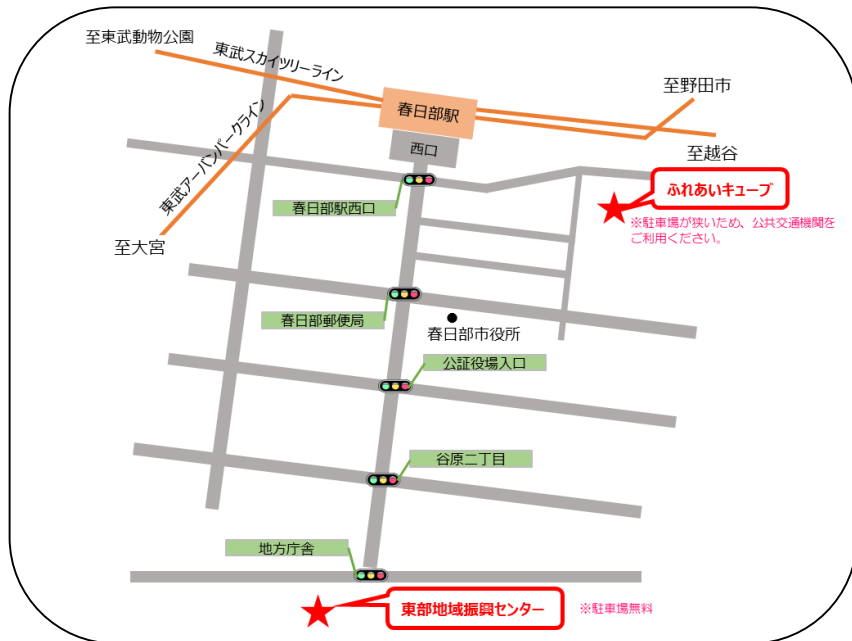 至東武動物公園
東武スカイツリーライン
至野田市
春日部駅
東武アーバンパークライン
西口
至越谷
ふれあいキューブ
春日部駅西口
※駐車場が狭いため、公共交通機関を
ご利用ください。
至大宮
春日部郵便局
春日部市役所
公証役場入口
谷原二丁目
地方庁舎
東部地域振興センター
※駐車場無料